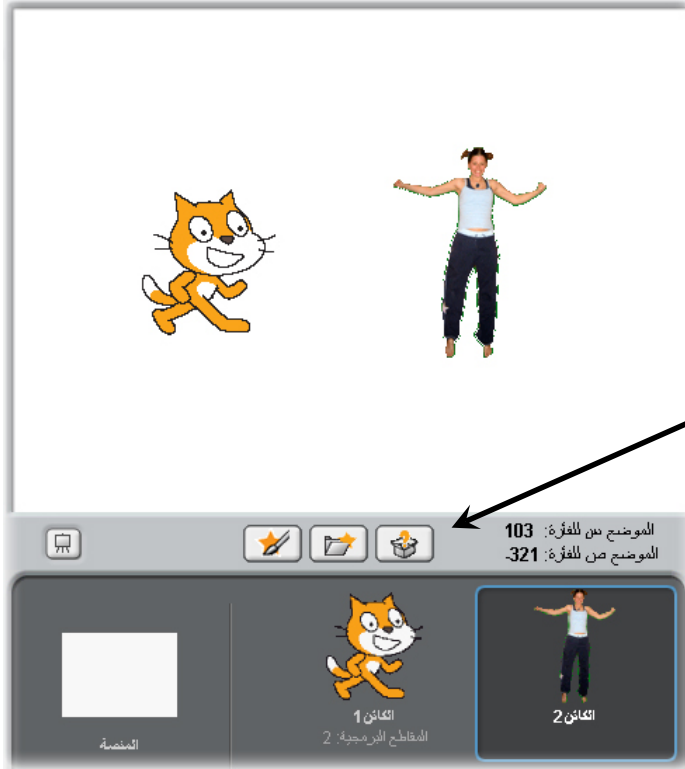 الموضع س للفأرة: 103
الموضع ص للفأرة: 321-
الكائن2
الكائن1
المقاطع البرمجية: 2
المنصة